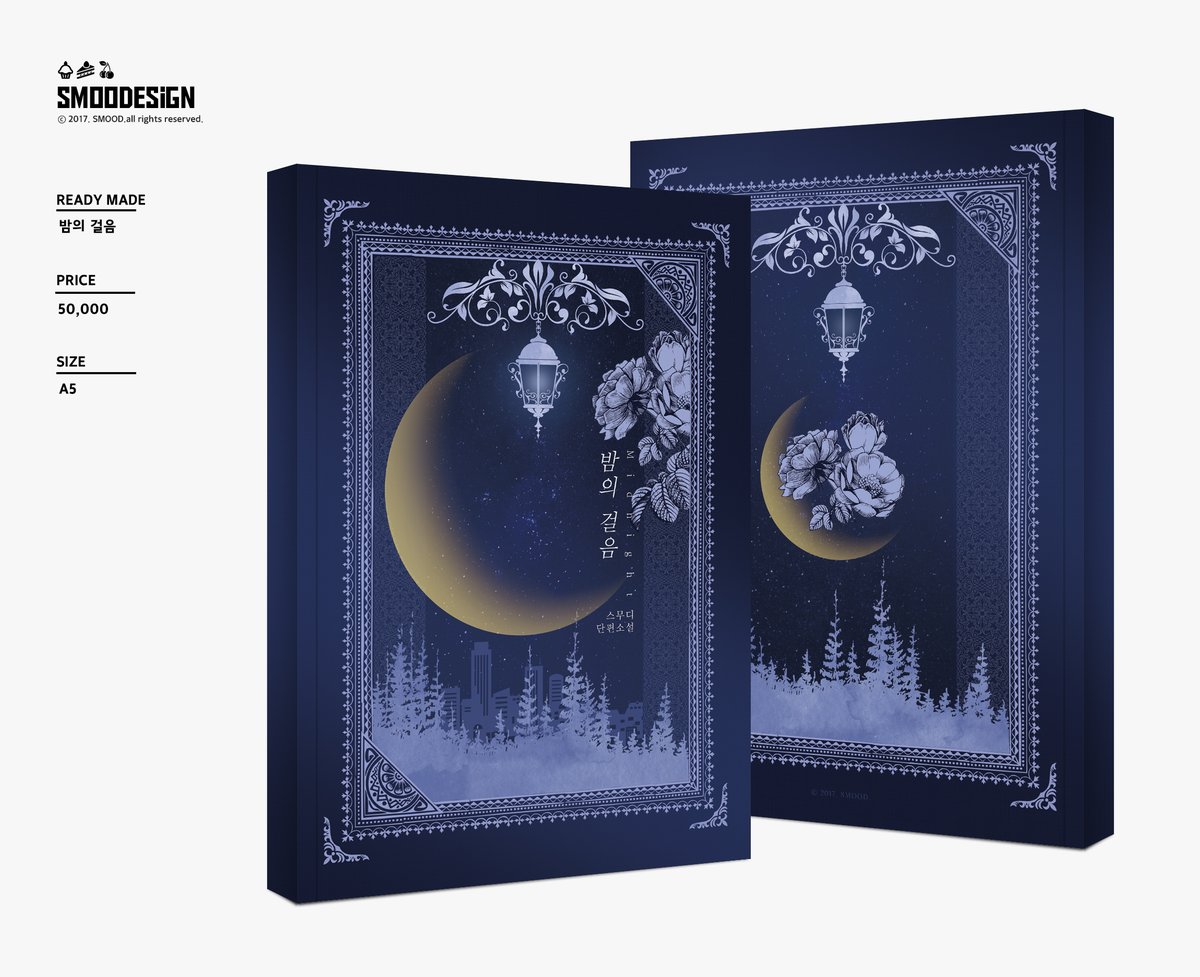 SMOODESiGN
ⓒ 2017. SMOOD.all rights reserved.
READY MADE
밤의 걸음
PRICE
50,000
SIZE
A5
밤의 걸음
Midnight
스무디
단편소설
ⓒ 2017. SMOOD.